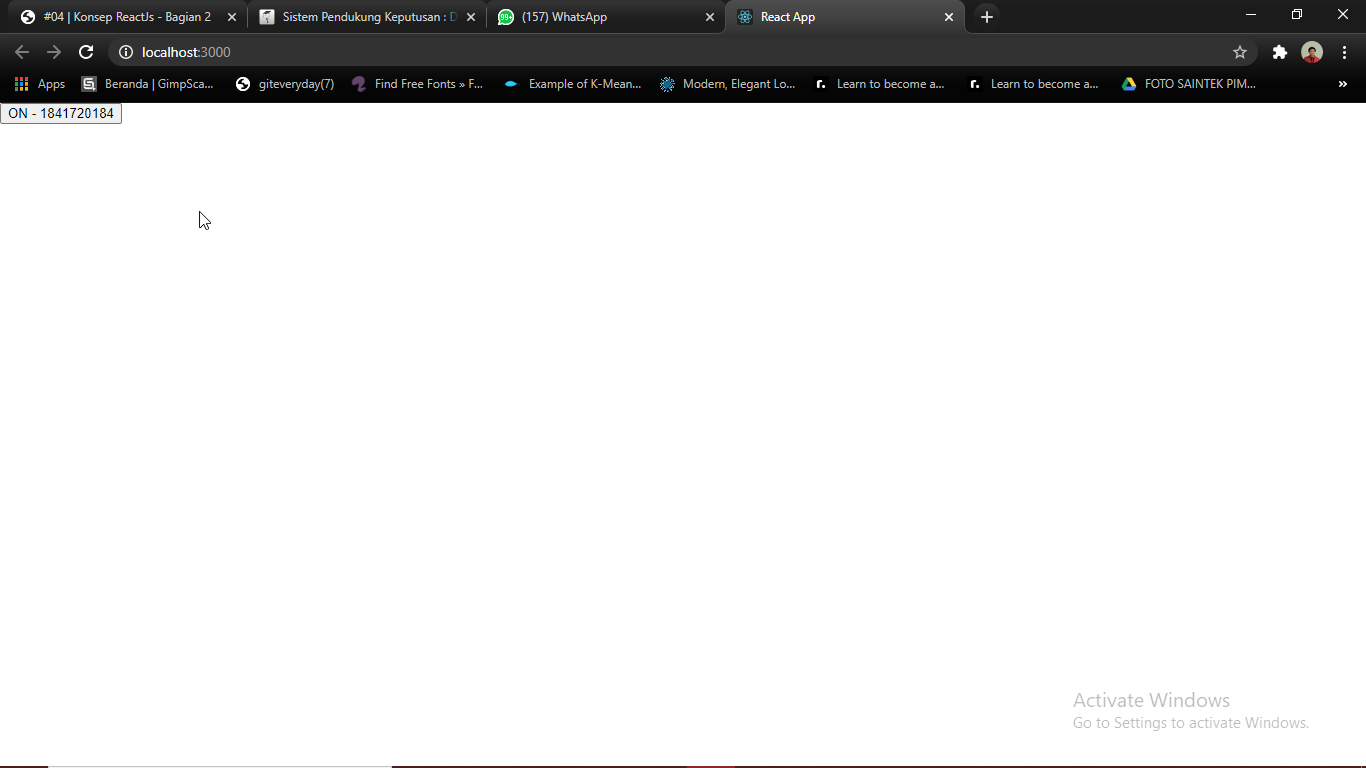 #04 | Konsep ReactJs - Bagian 2
Sistem Pendukung Keputusan : D
99+
(157) WhatsApp
React App
localhost:3000
Apps
Beranda | GimpSca...
giteveryday(7)
Find Free Fonts » F...
Example of K-Mean...
Modern, Elegant Lo...
r.
Learn to become a...
r.
Learn to become a...
FOTO SAINTEK PIM...
»
ON - 1841720184
Activate Windows
Go to Settings to activate Windows.